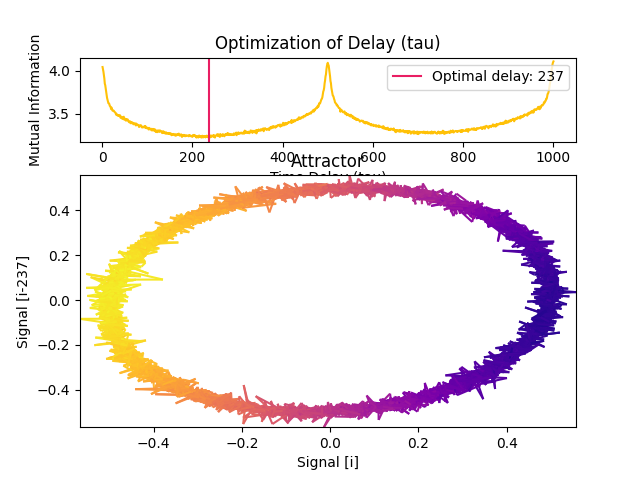 Optimization of Delay (tau)
Mutual Information
4.0
3.5
Optimal delay: 237
0 200 400 600 800 1000
Time Delay (tau)
Attractor
Signal [i-237]
0.4
0.2
0.0
−0.2
−0.4
−0.4 −0.2 0.0 0.2 0.4
Signal [i]